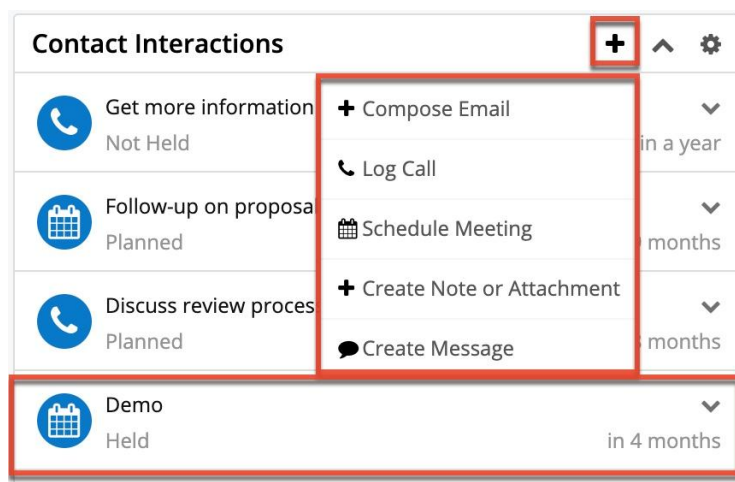 Contact Interactions
Get more information
Not Held
in a year
Follow-up on proposal
Planned
months
Discuss review proces
Planned
months
Demo
Held
in 4 months
Compose Email
Log Call
Schedule Meeting
Create Note or Attachment
Create Message